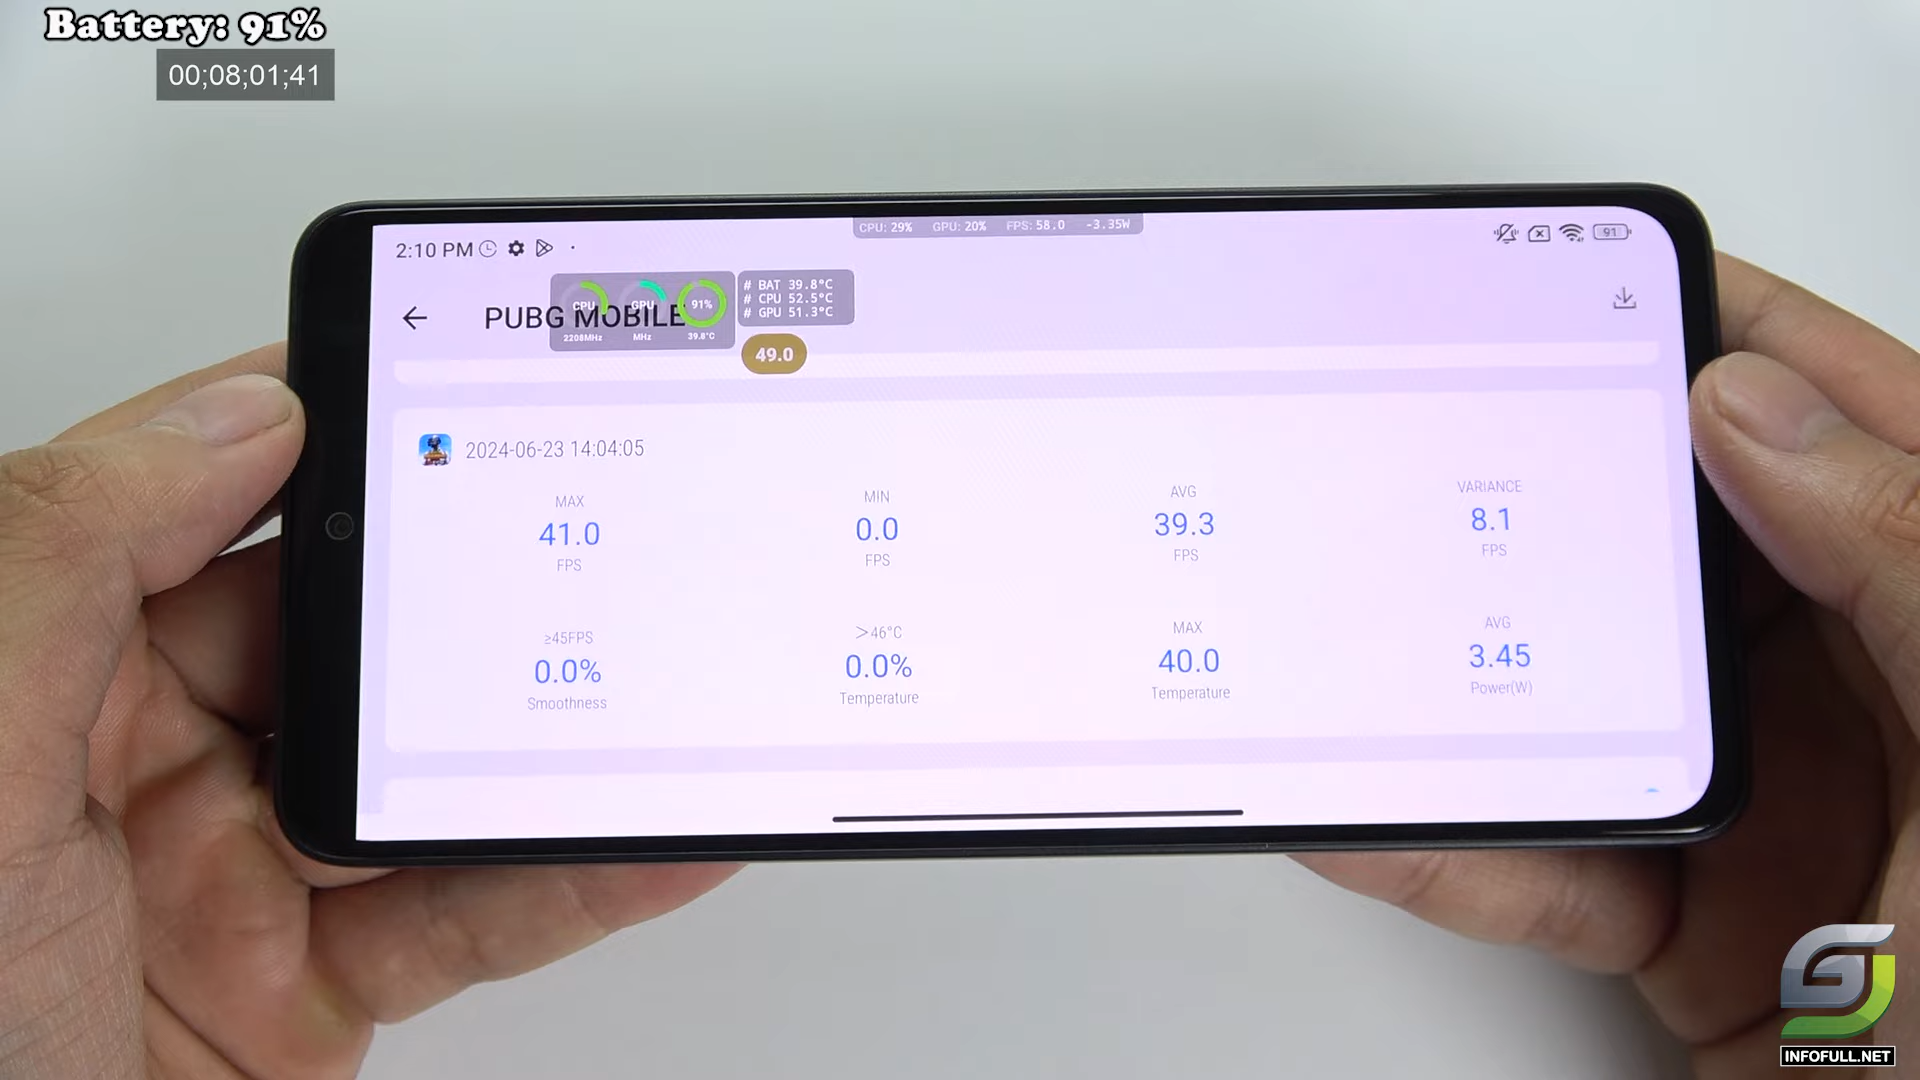 Battery: 91%
00;08;01;41
CPU: 29% GPU: 20% FPS: 58.0 -3.35W
2:10 PM
91
PUBG MOBILE
CPU GPU 91%
2208MHz MHz 39.8°C
# BAT 39.8°C
# CPU 52.5°C
# GPU 51.3°C
49.0
2024-06-23 14:04:05
MAX MIN AVG VARIANCE
41.0 0.0 39.3 8.1
FPS FPS FPS FPS
≥45FPS >46°C MAX AVG
0.0% 0.0% 40.0 3.45
Smoothness Temperature Temperature Power(W)
INFOFULL.NET